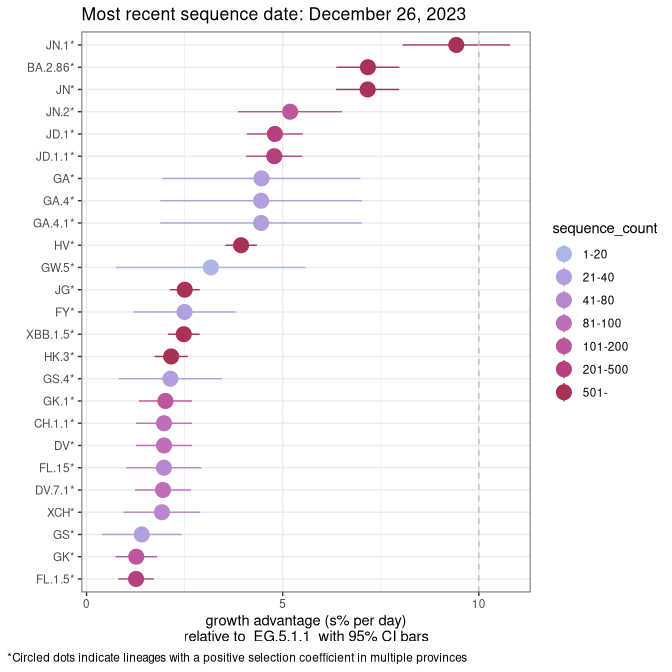 Most recent sequence date: December 26, 2023
JN.1*
BA.2.86*
JN*
JN.2*
JD.1*
JD.1.1*
GA*
GA.4*
GA.4.1*
HV*
GW.5*
JG*
FY*
XBB.1.5*
HK.3*
GS.4*
GK.1*
CH.1.1*
DV*
FL.15*
DV.7.1*
XCH*
GS*
GK*
FL.1.5*
0 5 10
growth advantage (s% per day)
relative to EG.5.1.1 with 95% CI bars
sequence_count
1-20
21-40
41-80
81-100
101-200
201-500
501-
*Circled dots indicate lineages with a positive selection coefficient in multiple provinces